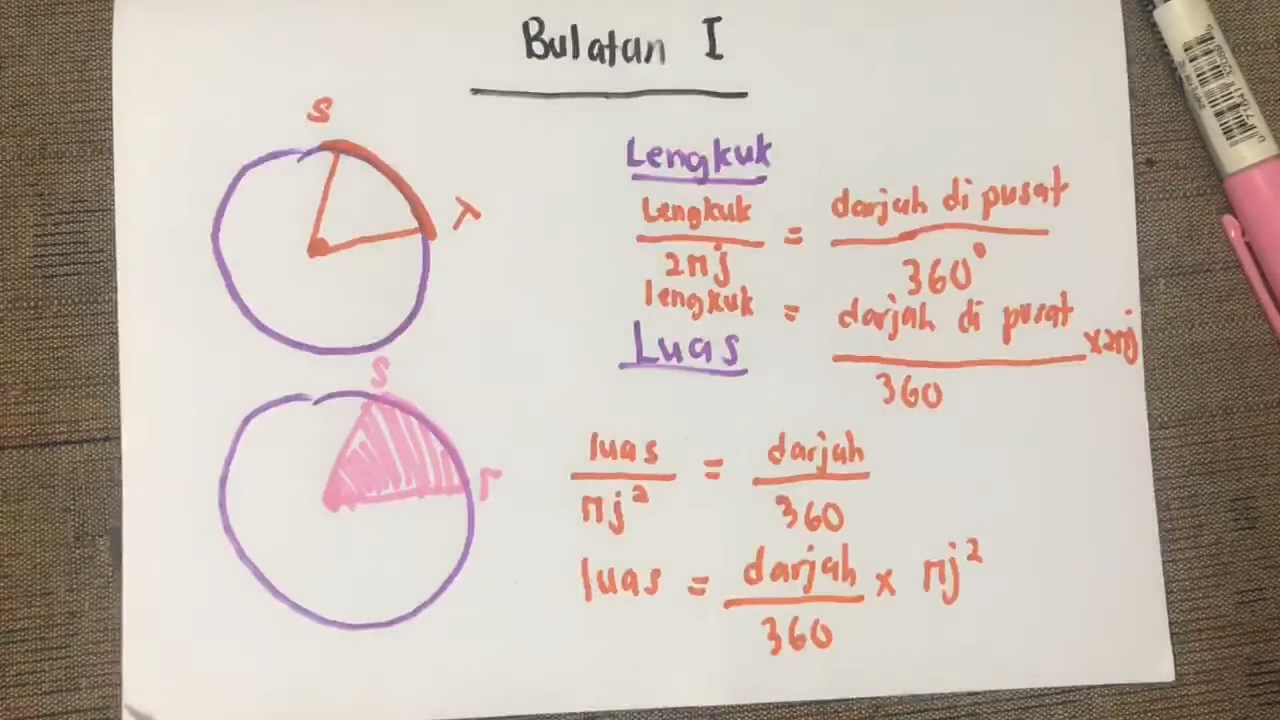 Bulatan I
s
Lengkuk
lengkuk / 2πj = darjah di pusat / 360°
lengkuk = darjah di pusat / 360 × 2πj
Luas
s
r
luas / πj² = darjah / 360
luas = darjah / 360 × πj²